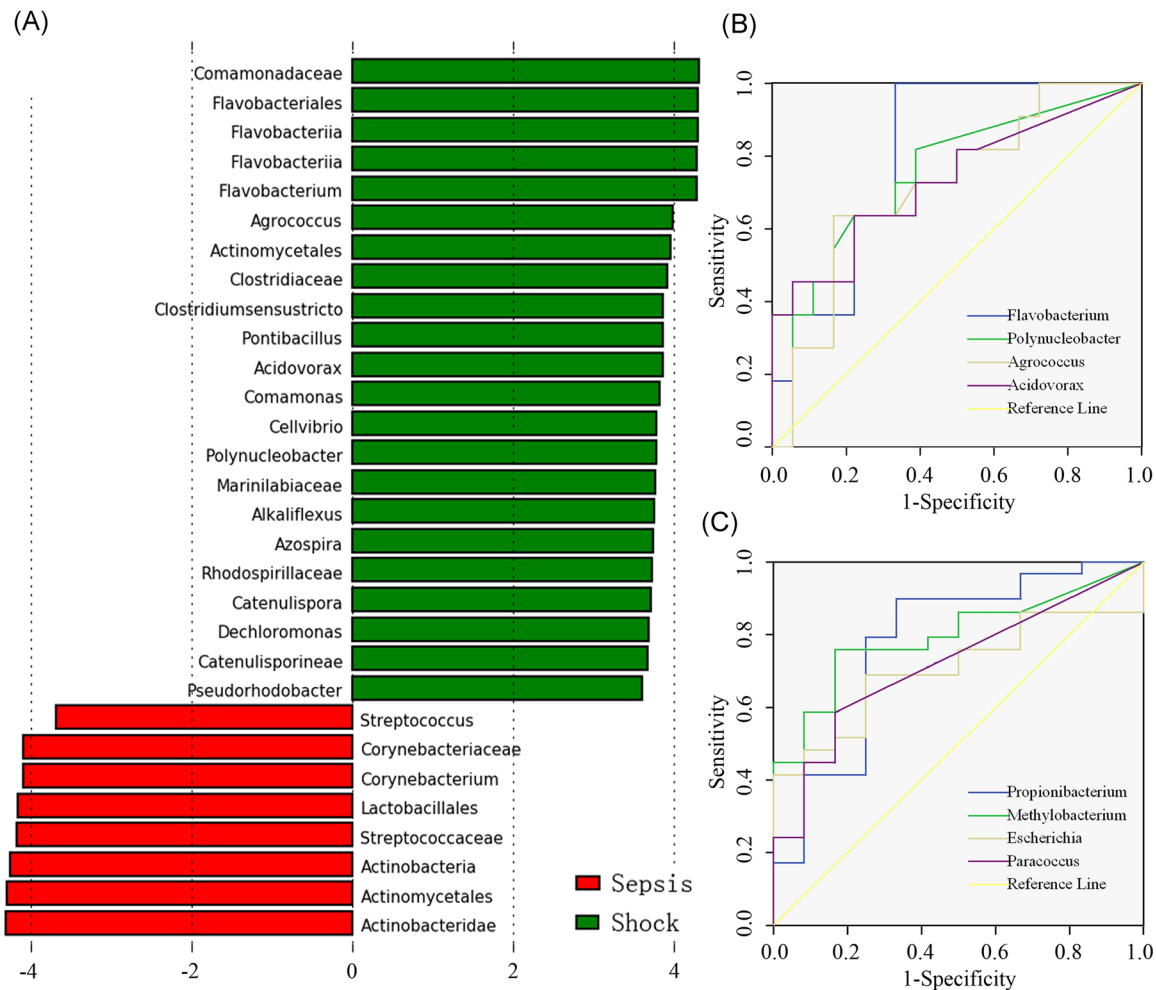 (A)
Comamonadaceae
Flavobacteriales
Flavobacteriia
Flavobacteriia
Flavobacterium
Agrococcus
Actinomycetales
Clostridiaceae
Clostridiumsensustricto
Pontibacillus
Acidovorax
Comamonas
Cellvibrio
Polynucleobacter
Marinilabiaceae
Alkaliflexus
Azospira
Rhodospirillaceae
Catenulispora
Dechloromonas
Catenulisporineae
Pseudorhodobacter
Streptococcus
Corynebacteriaceae
Corynebacterium
Lactobacillales
Streptococcaceae
Actinobacteria
Actinomycetales
Actinobacteridae
Sepsis
Shock
-4 -2 0 2 4
-2 0 2 4
(B)
Sensitivity
1.0
0.8
0.6
0.4
0.2
0.0
Flavobacterium
Polynucleobacter
Agrococcus
Acidovorax
Reference Line
0.0 0.2 0.4 0.6 0.8 1.0
1-Specificity
(C)
Sensitivity
1.0
0.8
0.6
0.4
0.2
0.0
Propionibacterium
Methylobacterium
Escherichia
Paracoccus
Reference Line
0.0 0.2 0.4 0.6 0.8 1.0
1-Specificity